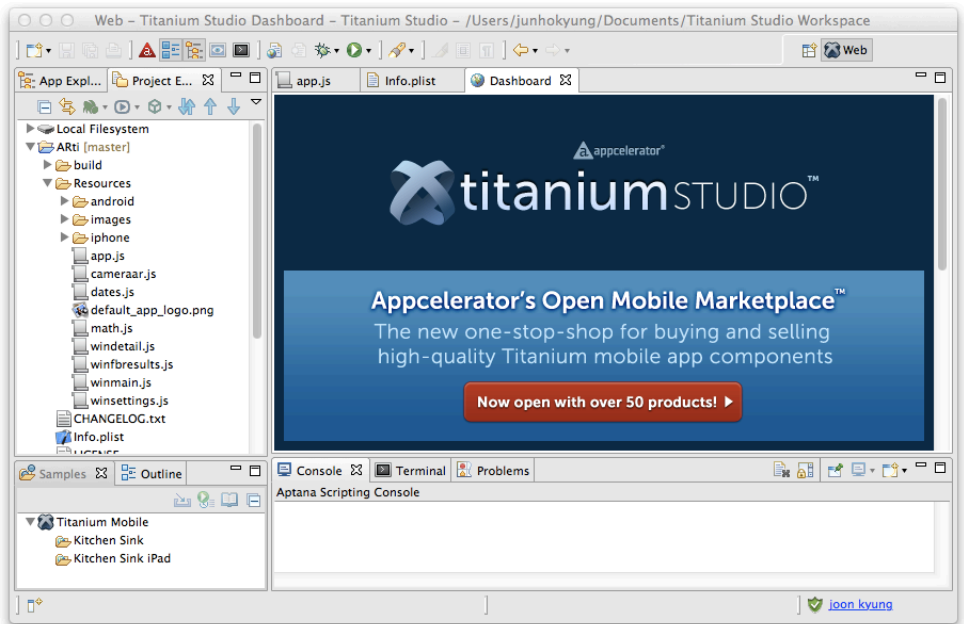 Web – Titanium Studio Dashboard – Titanium Studio – /Users/junhokyung/Documents/Titanium Studio Workspace
Web
App Expl...
Project E...
app.js
Info.plist
Dashboard
Local Filesystem
ARti [master]
build
Resources
android
images
iphone
app.js
cameraar.js
dates.js
default_app_logo.png
math.js
windetail.js
winfbresults.js
winmain.js
winsettings.js
CHANGELOG.txt
Info.plist
LICENSE
appcelerator®
titanium STUDIO™
Appcelerator's Open Mobile Marketplace™
The new one-stop-shop for buying and selling
high-quality Titanium mobile app components
Now open with over 50 products!
Samples
Outline
Titanium Mobile
Kitchen Sink
Kitchen Sink iPad
Console
Terminal
Problems
Aptana Scripting Console
joon kyung